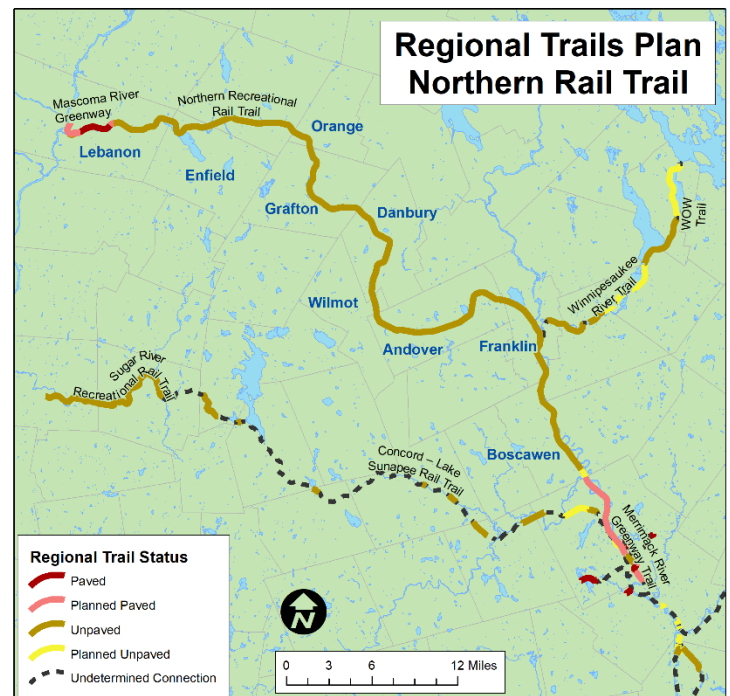 Regional Trails Plan
Northern Rail Trail
Mascoma River
Greenway
Northern Recreational
Rail Trail
Orange
Lebanon
Enfield
Grafton
Danbury
WOW
Trail
Winnipesaukee
River Trail
Wilmot
Andover
Franklin
Sugar River
Recreational Rail Trail
Boscawen
Concord – Lake
Sunapee Rail Trail
Merrimack River
Greenway Trail
Regional Trail Status
Paved
Planned Paved
Unpaved
Planned Unpaved
Undetermined Connection
N
0 3 6 12 Miles